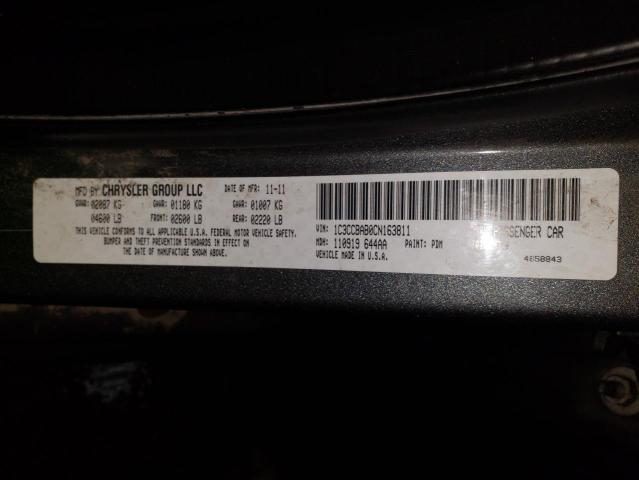 MFD BY CHRYSLER GROUP LLC DATE OF MFR: 11-11
GVWR: 02087 KG GAWR: 01180 KG GAWR: 01007 KG
04600 LB FRONT: 02600 LB REAR: 02220 LB
THIS VEHICLE CONFORMS TO ALL APPLICABLE U.S.A. FEDERAL MOTOR VEHICLE SAFETY,
BUMPER AND THEFT PREVENTION STANDARDS IN EFFECT ON
THE DATE OF MANUFACTURE SHOWN ABOVE.
VIN: 1C3CCBAB0CN163811 CAR
MDH: 110919 644AA PAINT: PDM
VEHICLE MADE IN U.S.A. 4658843